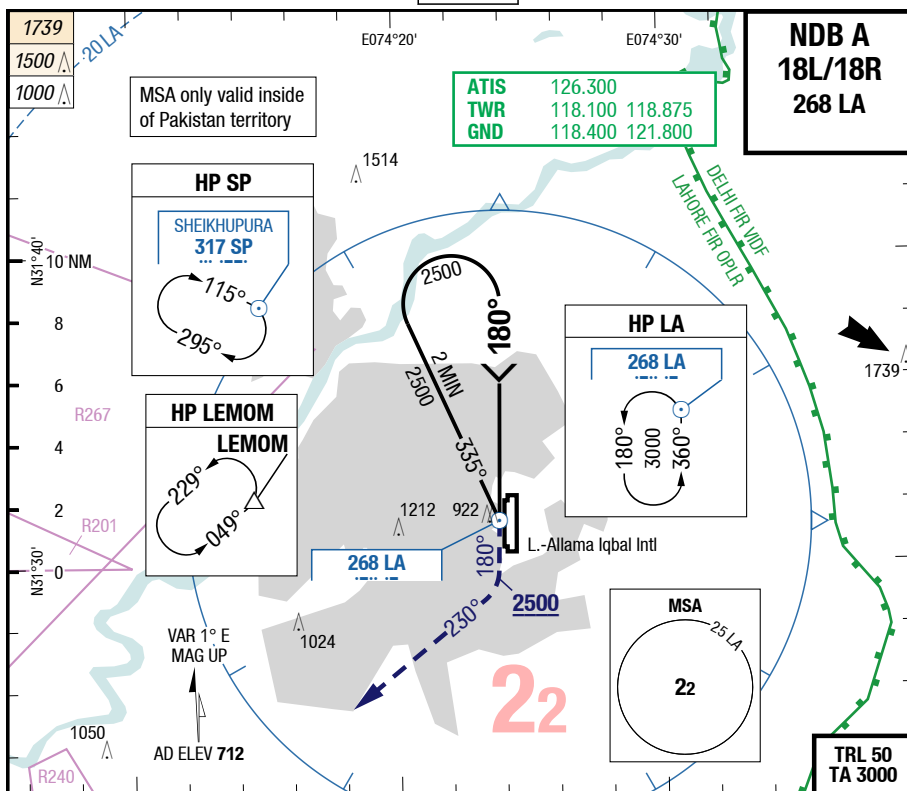 1739
1500
1000
20 LA
E074°20'
E074°30'
NDB A
18L/18R
268 LA
MSA only valid inside
of Pakistan territory
ATIS 126.300
TWR 118.100 118.875
GND 118.400 121.800
1514
DELHI FIR VIDF
LAHORE FIR OPLR
HP SP
SHEIKHUPURA
317 SP
115°
295°
N31°40'
10 NM
8
6
4
2
0
N31°30'
2500
180°
2 MIN
2500
335°
HP LA
268 LA
180°
3000
360°
1739
R267
HP LEMOM
LEMOM
229°
049°
R201
1212
922
L.-Allama Iqbal Intl
268 LA
180°
2500
230°
1024
MSA
25 LA
22
22
VAR 1° E
MAG UP
1050
AD ELEV 712
R240
TRL 50
TA 3000